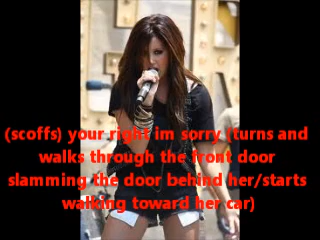 (scoffs) your right im sorry (turns and
walks through the front door
slamming the door behind her/starts
walking toward her car)